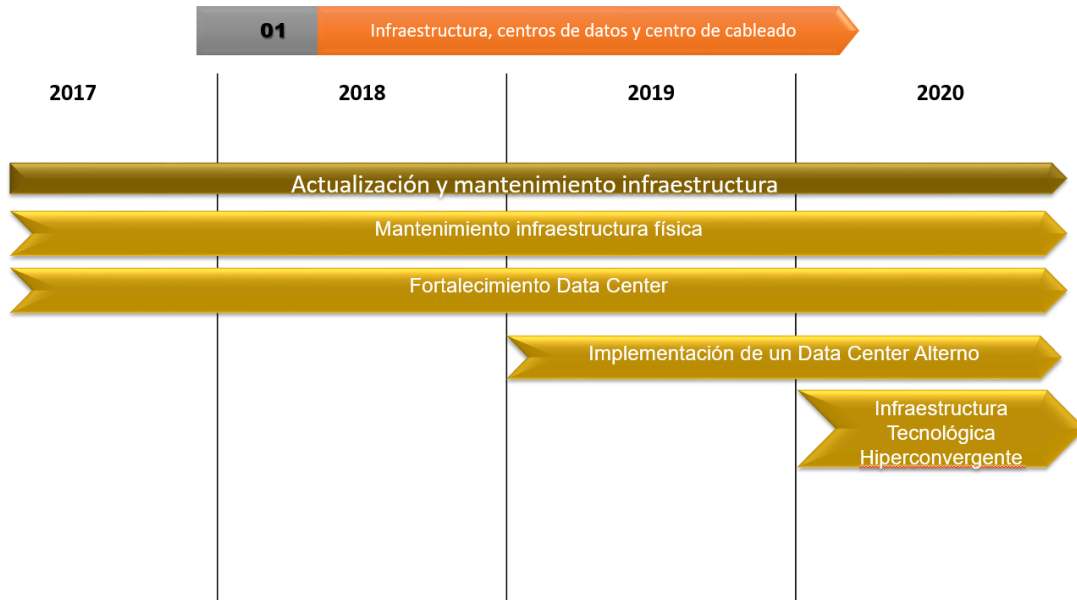 01
Infraestructura, centros de datos y centro de cableado
2017
2018
2019
2020
Actualización y mantenimiento infraestructura
Mantenimiento infraestructura física
Fortalecimiento Data Center
Implementación de un Data Center Alterno
Infraestructura
Tecnológica
Hiperconvergente